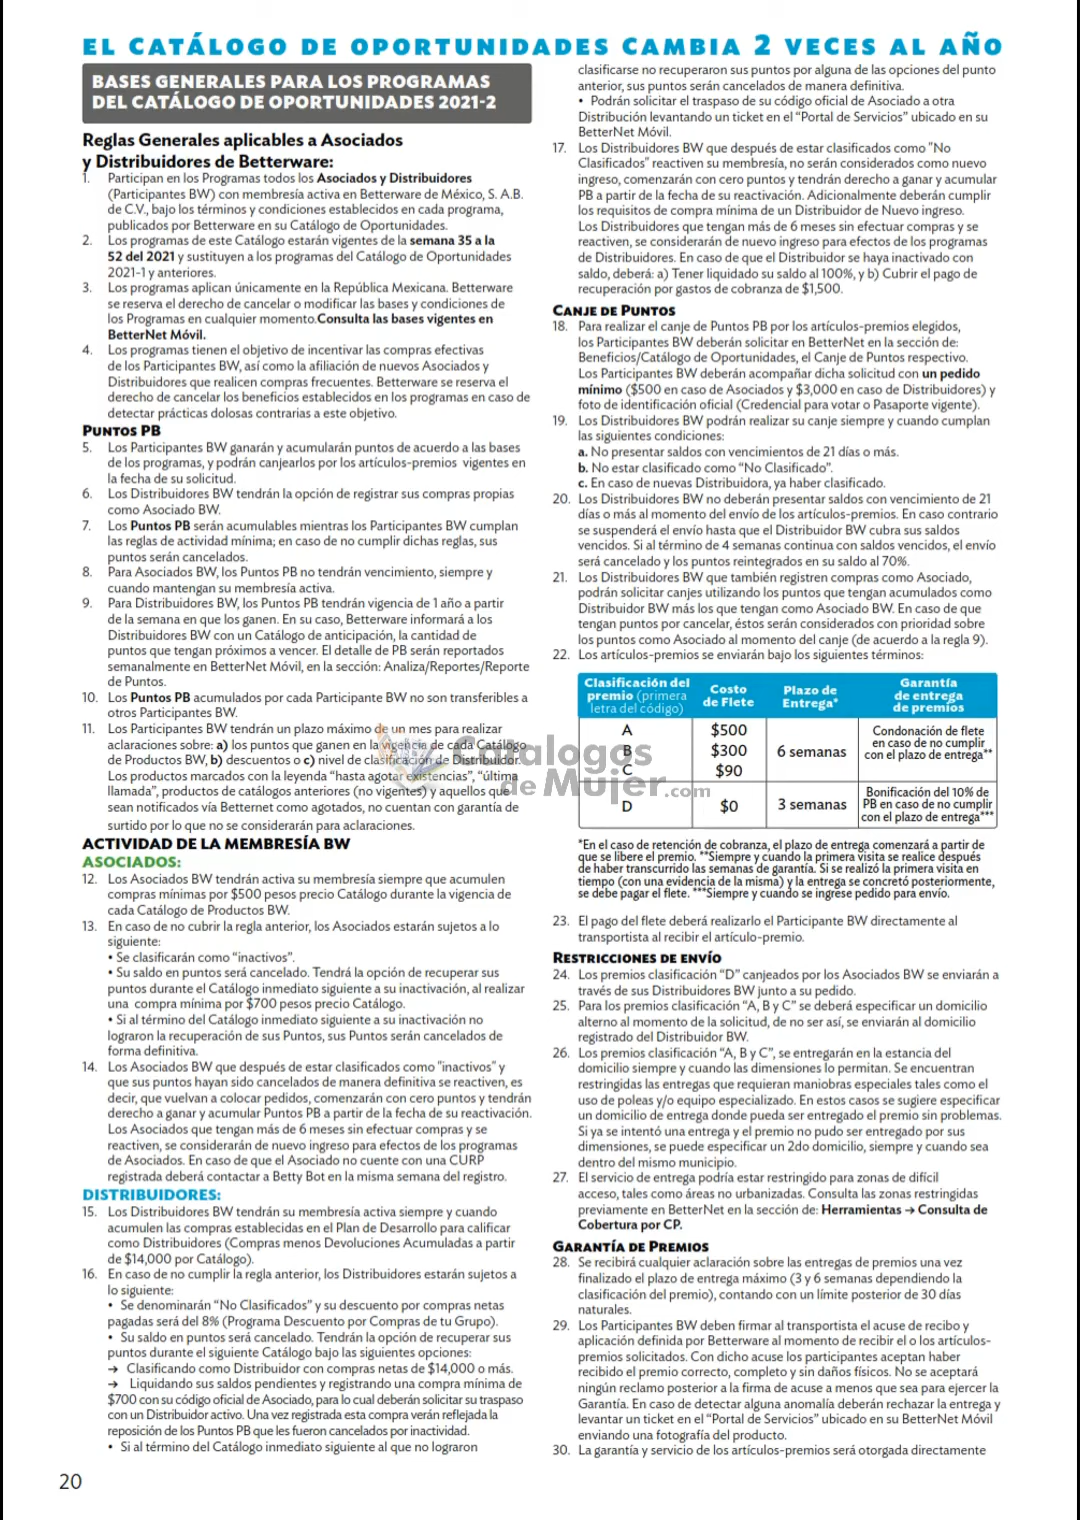 EL CATÁLOGO DE OPORTUNIDADES CAMBIA 2 VECES AL AÑO
BASES GENERALES PARA LOS PROGRAMAS
DEL CATÁLOGO DE OPORTUNIDADES 2021-2
Reglas Generales aplicables a Asociados
y Distribuidores de Betterware:
1. Participan en los Programas todos los Asociados y Distribuidores
(Participantes BW) con membresía activa en Betterware de México, S. A.B.
de C.V., bajo los términos y condiciones establecidos en cada programa,
publicados por Betterware en su Catálogo de Oportunidades.
2. Los programas de este Catálogo estarán vigentes de la semana 35 a la
52 del 2021 y sustituyen a los programas del Catálogo de Oportunidades
2021-1 y anteriores.
3. Los programas aplican únicamente en la República Mexicana. Betterware
se reserva el derecho de cancelar o modificar las bases y condiciones de
los Programas en cualquier momento.Consulta las bases vigentes en
BetterNet Móvil.
4. Los programas tienen el objetivo de incentivar las compras efectivas
de los Participantes BW, así como la afiliación de nuevos Asociados y
Distribuidores que realicen compras frecuentes. Betterware se reserva el
derecho de cancelar los beneficios establecidos en los programas en caso de
detectar prácticas dolosas contrarias a este objetivo.
PUNTOS PB
5. Los Participantes BW ganarán y acumularán puntos de acuerdo a las bases
de los programas, y podrán canjearlos por los artículos-premios vigentes en
la fecha de su solicitud.
6. Los Distribuidores BW tendrán la opción de registrar sus compras propias
como Asociado BW.
7. Los Puntos PB serán acumulables mientras los Participantes BW cumplan
las reglas de actividad mínima; en caso de no cumplir dichas reglas, sus
puntos serán cancelados.
8. Para Asociados BW, los Puntos PB no tendrán vencimiento, siempre y
cuando mantengan su membresía activa.
9. Para Distribuidores BW, los Puntos PB tendrán vigencia de 1 año a partir
de la semana en que los ganen. En su caso, Betterware informará a los
Distribuidores BW con un Catálogo de anticipación, la cantidad de
puntos que tengan próximos a vencer. El detalle de PB serán reportados
semanalmente en BetterNet Móvil, en la sección: Analiza/Reportes/Reporte
de Puntos.
10. Los Puntos PB acumulados por cada Participante BW no son transferibles a
otros Participantes BW.
11. Los Participantes BW tendrán un plazo máximo de un mes para realizar
aclaraciones sobre: a) los puntos que ganen en la vigencia de cada Catálogo
de Productos BW, b) descuentos o c) nivel de clasificación de Distribuidor.
Los productos marcados con la leyenda “hasta agotar existencias”, “última
llamada”, productos de catálogos anteriores (no vigentes) y aquellos que
sean notificados vía Betternet como agotados, no cuentan con garantía de
surtido por lo que no se considerarán para aclaraciones.
ACTIVIDAD DE LA MEMBRESÍA BW
ASOCIADOS:
12. Los Asociados BW tendrán activa su membresía siempre que acumulen
compras mínimas por $500 pesos precio Catálogo durante la vigencia de
cada Catálogo de Productos BW.
13. En caso de no cubrir la regla anterior, los Asociados estarán sujetos a lo
siguiente:
• Se clasificarán como “inactivos”.
• Su saldo en puntos será cancelado. Tendrá la opción de recuperar sus
puntos durante el Catálogo inmediato siguiente a su inactivación, al realizar
una compra mínima por $700 pesos precio Catálogo.
• Si al término del Catálogo inmediato siguiente a su inactivación no
lograron la recuperación de sus Puntos, sus Puntos serán cancelados de
forma definitiva.
14. Los Asociados BW que después de estar clasificados como "inactivos" y
que sus puntos hayan sido cancelados de manera definitiva se reactiven, es
decir, que vuelvan a colocar pedidos, comenzarán con cero puntos y tendrán
derecho a ganar y acumular Puntos PB a partir de la fecha de su reactivación.
Los Asociados que tengan más de 6 meses sin efectuar compras y se
reactiven, se considerarán de nuevo ingreso para efectos de los programas
de Asociados. En caso de que el Asociado no cuente con una CURP
registrada deberá contactar a Betty Bot en la misma semana del registro.
DISTRIBUIDORES:
15. Los Distribuidores BW tendrán su membresía activa siempre y cuando
acumulen las compras establecidas en el Plan de Desarrollo para calificar
como Distribuidores (Compras menos Devoluciones Acumuladas a partir
de $14,000 por Catálogo).
16. En caso de no cumplir la regla anterior, los Distribuidores estarán sujetos a
lo siguiente:
• Se denominarán “No Clasificados” y su descuento por compras netas
pagadas será del 8% (Programa Descuento por Compras de tu Grupo).
• Su saldo en puntos será cancelado. Tendrán la opción de recuperar sus
puntos durante el siguiente Catálogo bajo las siguientes opciones:
→ Clasificando como Distribuidor con compras netas de $14,000 o más.
→ Liquidando sus saldos pendientes y registrando una compra mínima de
$700 con su código oficial de Asociado, para lo cual deberán solicitar su traspaso
con un Distribuidor activo. Una vez registrada esta compra verán reflejada la
reposición de los Puntos PB que les fueron cancelados por inactividad.
• Si al término del Catálogo inmediato siguiente al que no lograron
20
clasificarse no recuperaron sus puntos por alguna de las opciones del punto
anterior, sus puntos serán cancelados de manera definitiva.
• Podrán solicitar el traspaso de su código oficial de Asociado a otra
Distribución levantando un ticket en el “Portal de Servicios” ubicado en su
BetterNet Móvil.
17. Los Distribuidores BW que después de estar clasificados como "No
Clasificados" reactiven su membresía, no serán considerados como nuevo
ingreso, comenzarán con cero puntos y tendrán derecho a ganar y acumular
PB a partir de la fecha de su reactivación. Adicionalmente deberán cumplir
los requisitos de compra mínima de un Distribuidor de Nuevo ingreso.
Los Distribuidores que tengan más de 6 meses sin efectuar compras y se
reactiven, se considerarán de nuevo ingreso para efectos de los programas
de Distribuidores. En caso de que el Distribuidor se haya inactivado con
saldo, deberá: a) Tener liquidado su saldo al 100%, y b) Cubrir el pago de
recuperación por gastos de cobranza de $1,500.
CANJE DE PUNTOS
18. Para realizar el canje de Puntos PB por los artículos-premios elegidos,
los Participantes BW deberán solicitar en BetterNet en la sección de:
Beneficios/Catálogo de Oportunidades, el Canje de Puntos respectivo.
Los Participantes BW deberán acompañar dicha solicitud con un pedido
mínimo ($500 en caso de Asociados y $3,000 en caso de Distribuidores) y
foto de identificación oficial (Credencial para votar o Pasaporte vigente).
19. Los Distribuidores BW podrán realizar su canje siempre y cuando cumplan
las siguientes condiciones:
a. No presentar saldos con vencimientos de 21 días o más.
b. No estar clasificado como “No Clasificado”.
c. En caso de nuevas Distribuidora, ya haber clasificado.
20. Los Distribuidores BW no deberán presentar saldos con vencimiento de 21
días o más al momento del envío de los artículos-premios. En caso contrario
se suspenderá el envío hasta que el Distribuidor BW cubra sus saldos
vencidos. Si al término de 4 semanas continua con saldos vencidos, el envío
será cancelado y los puntos reintegrados en su saldo al 70%.
21. Los Distribuidores BW que también registren compras como Asociado,
podrán solicitar canjes utilizando los puntos que tengan acumulados como
Distribuidor BW más los que tengan como Asociado BW. En caso de que
tengan puntos por cancelar, éstos serán considerados con prioridad sobre
los puntos como Asociado al momento del canje (de acuerdo a la regla 9).
22. Los artículos-premios se enviarán bajo los siguientes términos:
Clasificación del premio (primera letra del código) Costo de Flete Plazo de Entrega* Garantía de entrega de premios
A $500
B $300 6 semanas Condonación de flete en caso de no cumplir con el plazo de entrega**
C $90
D $0 3 semanas Bonificación del 10% de PB en caso de no cumplir con el plazo de entrega***
Catalogos
de Mujer.com
*En el caso de retención de cobranza, el plazo de entrega comenzará a partir de
que se libere el premio. **Siempre y cuando la primera visita se realice después
de haber transcurrido las semanas de garantía. Si se realizó la primera visita en
tiempo (con una evidencia de la misma) y la entrega se concretó posteriormente,
se debe pagar el flete. ***Siempre y cuando se ingrese pedido para envío.
23. El pago del flete deberá realizarlo el Participante BW directamente al
transportista al recibir el artículo-premio.
RESTRICCIONES DE ENVÍO
24. Los premios clasificación “D” canjeados por los Asociados BW se enviarán a
través de sus Distribuidores BW junto a su pedido.
25. Para los premios clasificación “A, B y C” se deberá especificar un domicilio
alterno al momento de la solicitud, de no ser así, se enviarán al domicilio
registrado del Distribuidor BW.
26. Los premios clasificación “A, B y C”, se entregarán en la estancia del
domicilio siempre y cuando las dimensiones lo permitan. Se encuentran
restringidas las entregas que requieran maniobras especiales tales como el
uso de poleas y/o equipo especializado. En estos casos se sugiere especificar
un domicilio de entrega donde pueda ser entregado el premio sin problemas.
Si ya se intentó una entrega y el premio no pudo ser entregado por sus
dimensiones, se puede especificar un 2do domicilio, siempre y cuando sea
dentro del mismo municipio.
27. El servicio de entrega podría estar restringido para zonas de difícil
acceso, tales como áreas no urbanizadas. Consulta las zonas restringidas
previamente en BetterNet en la sección de: Herramientas → Consulta de
Cobertura por CP.
GARANTÍA DE PREMIOS
28. Se recibirá cualquier aclaración sobre las entregas de premios una vez
finalizado el plazo de entrega máximo (3 y 6 semanas dependiendo la
clasificación del premio), contando con un límite posterior de 30 días
naturales.
29. Los Participantes BW deben firmar al transportista el acuse de recibo y
aplicación definida por Betterware al momento de recibir el o los artículos-
premios solicitados. Con dicho acuse los participantes aceptan haber
recibido el premio correcto, completo y sin daños físicos. No se aceptará
ningún reclamo posterior a la firma de acuse a menos que sea para ejercer la
Garantía. En caso de detectar alguna anomalía deberán rechazar la entrega y
levantar un ticket en el “Portal de Servicios” ubicado en su BetterNet Móvil
enviando una fotografía del producto.
30. La garantía y servicio de los artículos-premios será otorgada directamente